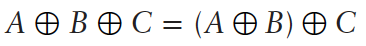 A ⊕ B ⊕ C = (A ⊕ B) ⊕ C